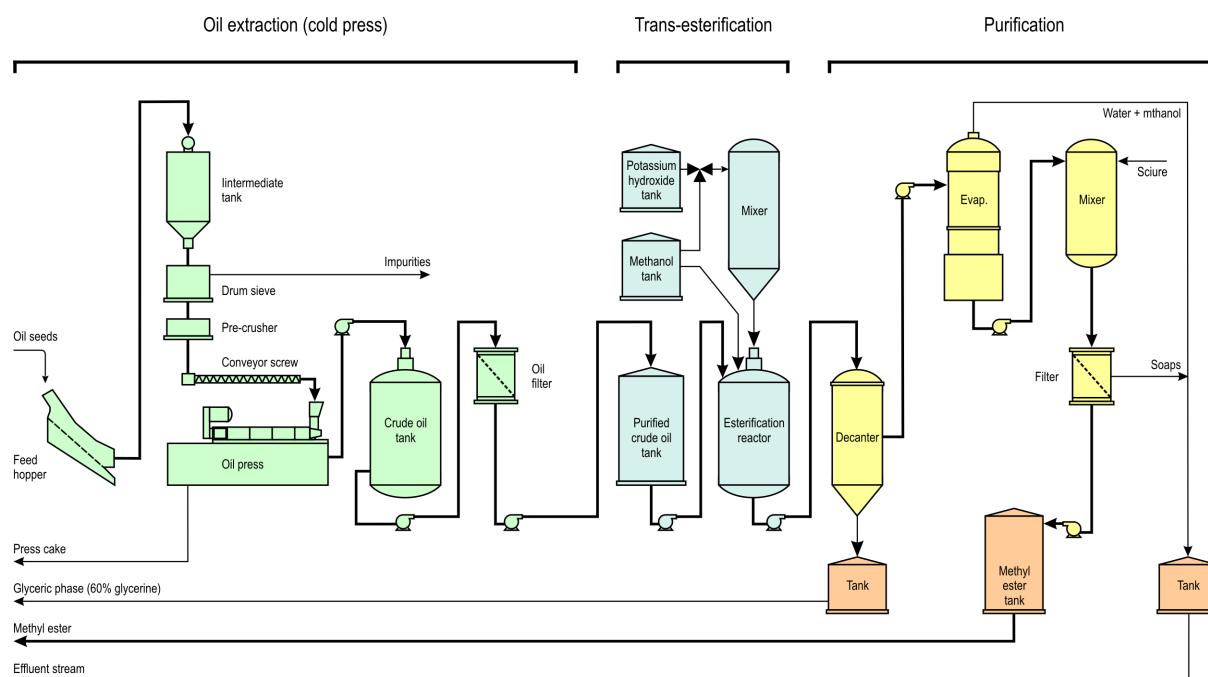 Oil extraction (cold press)
Trans-esterification
Purification
Water + mthanol
Iintermediate
tank
Potassium
hydroxide
tank
Mixer
Evap.
Mixer
Sciure
Impurities
Methanol
tank
Drum sieve
Pre-crusher
Oil seeds
Conveyor screw
Oil
filter
Filter
Soaps
Feed
hopper
Oil press
Crude oil
tank
Purified
crude oil
tank
Esterification
reactor
Decanter
Press cake
Glyceric phase (60% glycerine)
Tank
Methyl
ester
tank
Tank
Methyl ester
Effluent stream